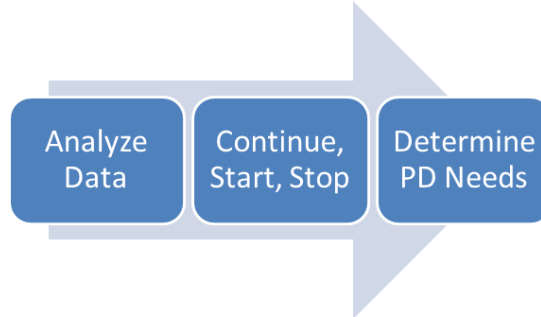 Analyze
Data
Continue,
Start, Stop
Determine
PD Needs